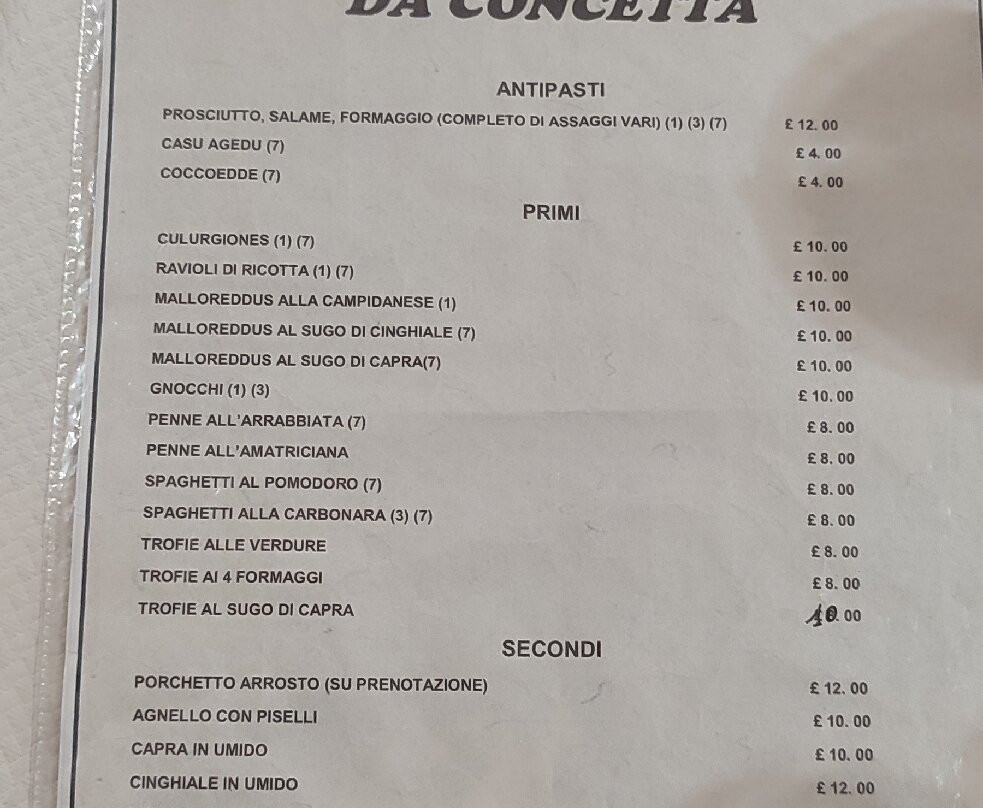 DA CONCETTA
ANTIPASTI
PROSCIUTTO, SALAME, FORMAGGIO (COMPLETO DI ASSAGGI VARI) (1) (3) (7) £ 12. 00
CASU AGEDU (7) £ 4. 00
COCCOEDDE (7) £ 4. 00
PRIMI
CULURGIONES (1) (7) £ 10. 00
RAVIOLI DI RICOTTA (1) (7) £ 10. 00
MALLOREDDUS ALLA CAMPIDANESE (1) £ 10. 00
MALLOREDDUS AL SUGO DI CINGHIALE (7) £ 10. 00
MALLOREDDUS AL SUGO DI CAPRA(7) £ 10. 00
GNOCCHI (1) (3) £ 10. 00
PENNE ALL'ARRABBIATA (7) £ 8. 00
PENNE ALL'AMATRICIANA £ 8. 00
SPAGHETTI AL POMODORO (7) £ 8. 00
SPAGHETTI ALLA CARBONARA (3) (7) £ 8. 00
TROFIE ALLE VERDURE £ 8. 00
TROFIE AI 4 FORMAGGI £ 8. 00
TROFIE AL SUGO DI CAPRA 10. 00
SECONDI
PORCHETTO ARROSTO (SU PRENOTAZIONE) £ 12. 00
AGNELLO CON PISELLI £ 10. 00
CAPRA IN UMIDO £ 10. 00
CINGHIALE IN UMIDO £ 12. 00